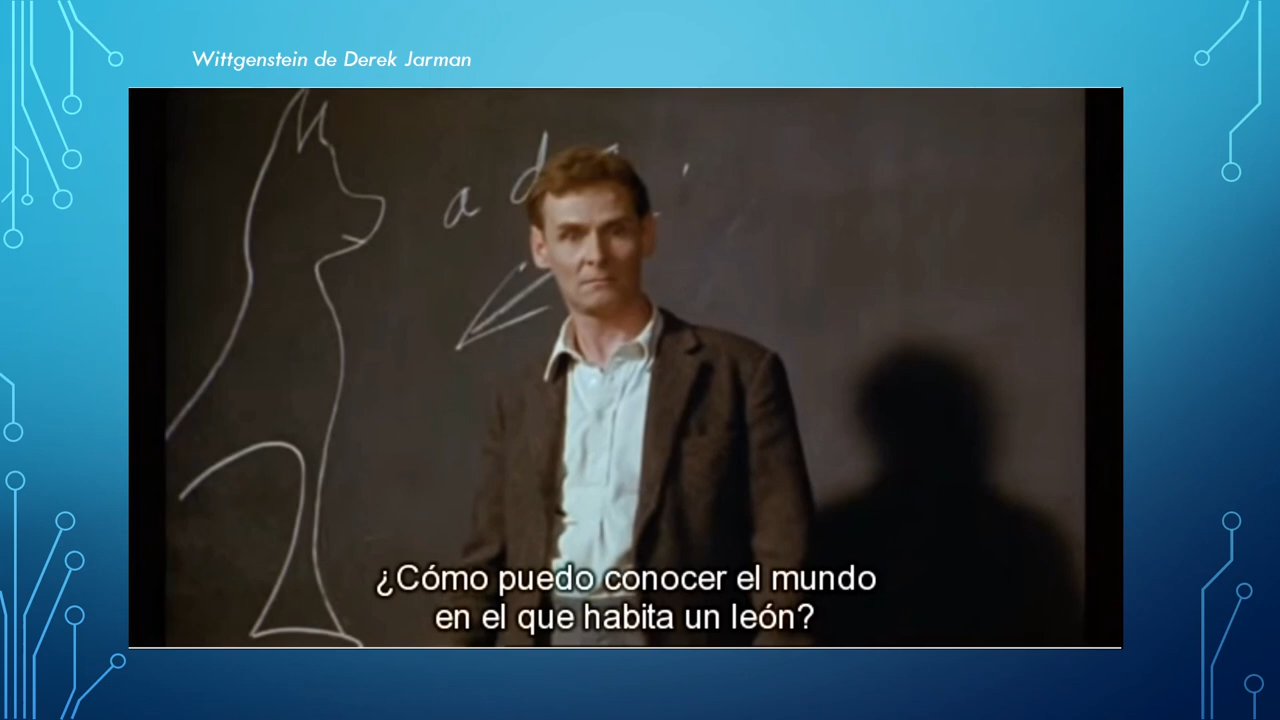 Wittgenstein de Derek Jarman
a d
¿Cómo puedo conocer el mundo
en el que habita un león?